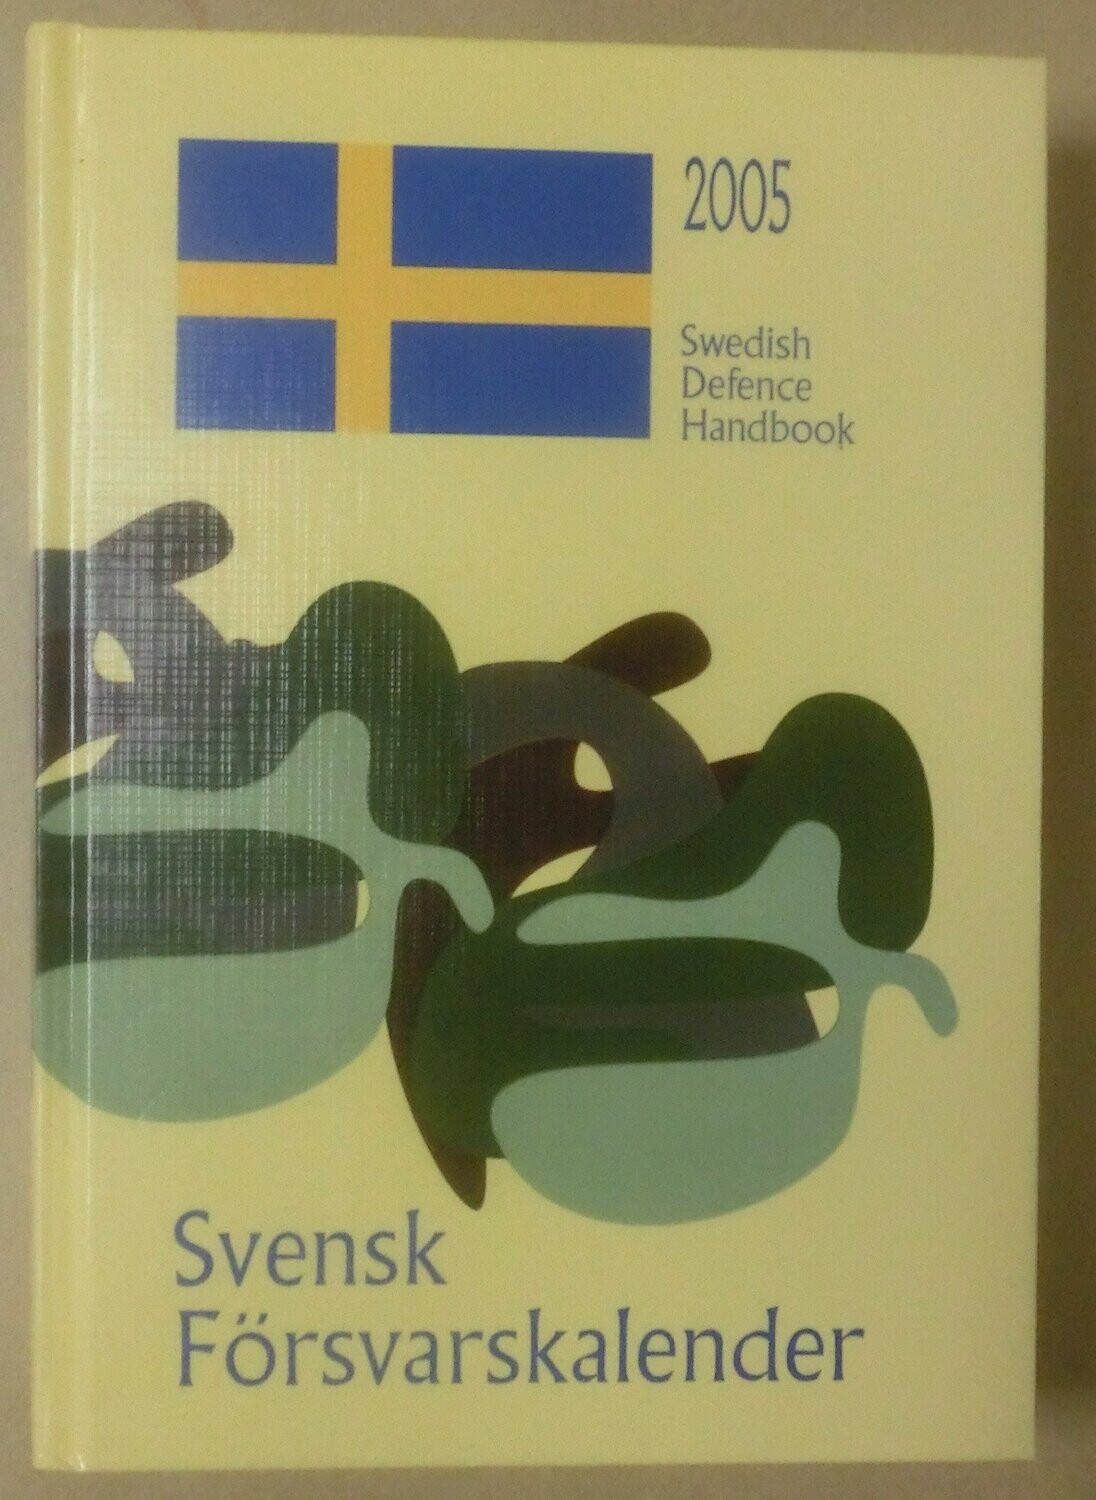 2005
Swedish
Defence
Handbook
Svensk
Försvarskalender